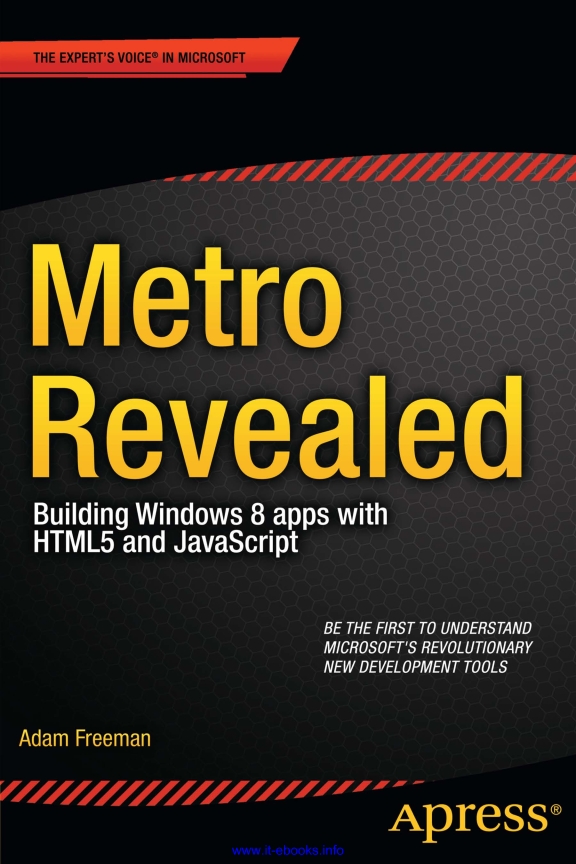 THE EXPERT'S VOICE® IN MICROSOFT
Metro
Revealed
Building Windows 8 apps with
HTML5 and JavaScript
BE THE FIRST TO UNDERSTAND
MICROSOFT'S REVOLUTIONARY
NEW DEVELOPMENT TOOLS
Adam Freeman
Apress®
www.it-ebooks.info